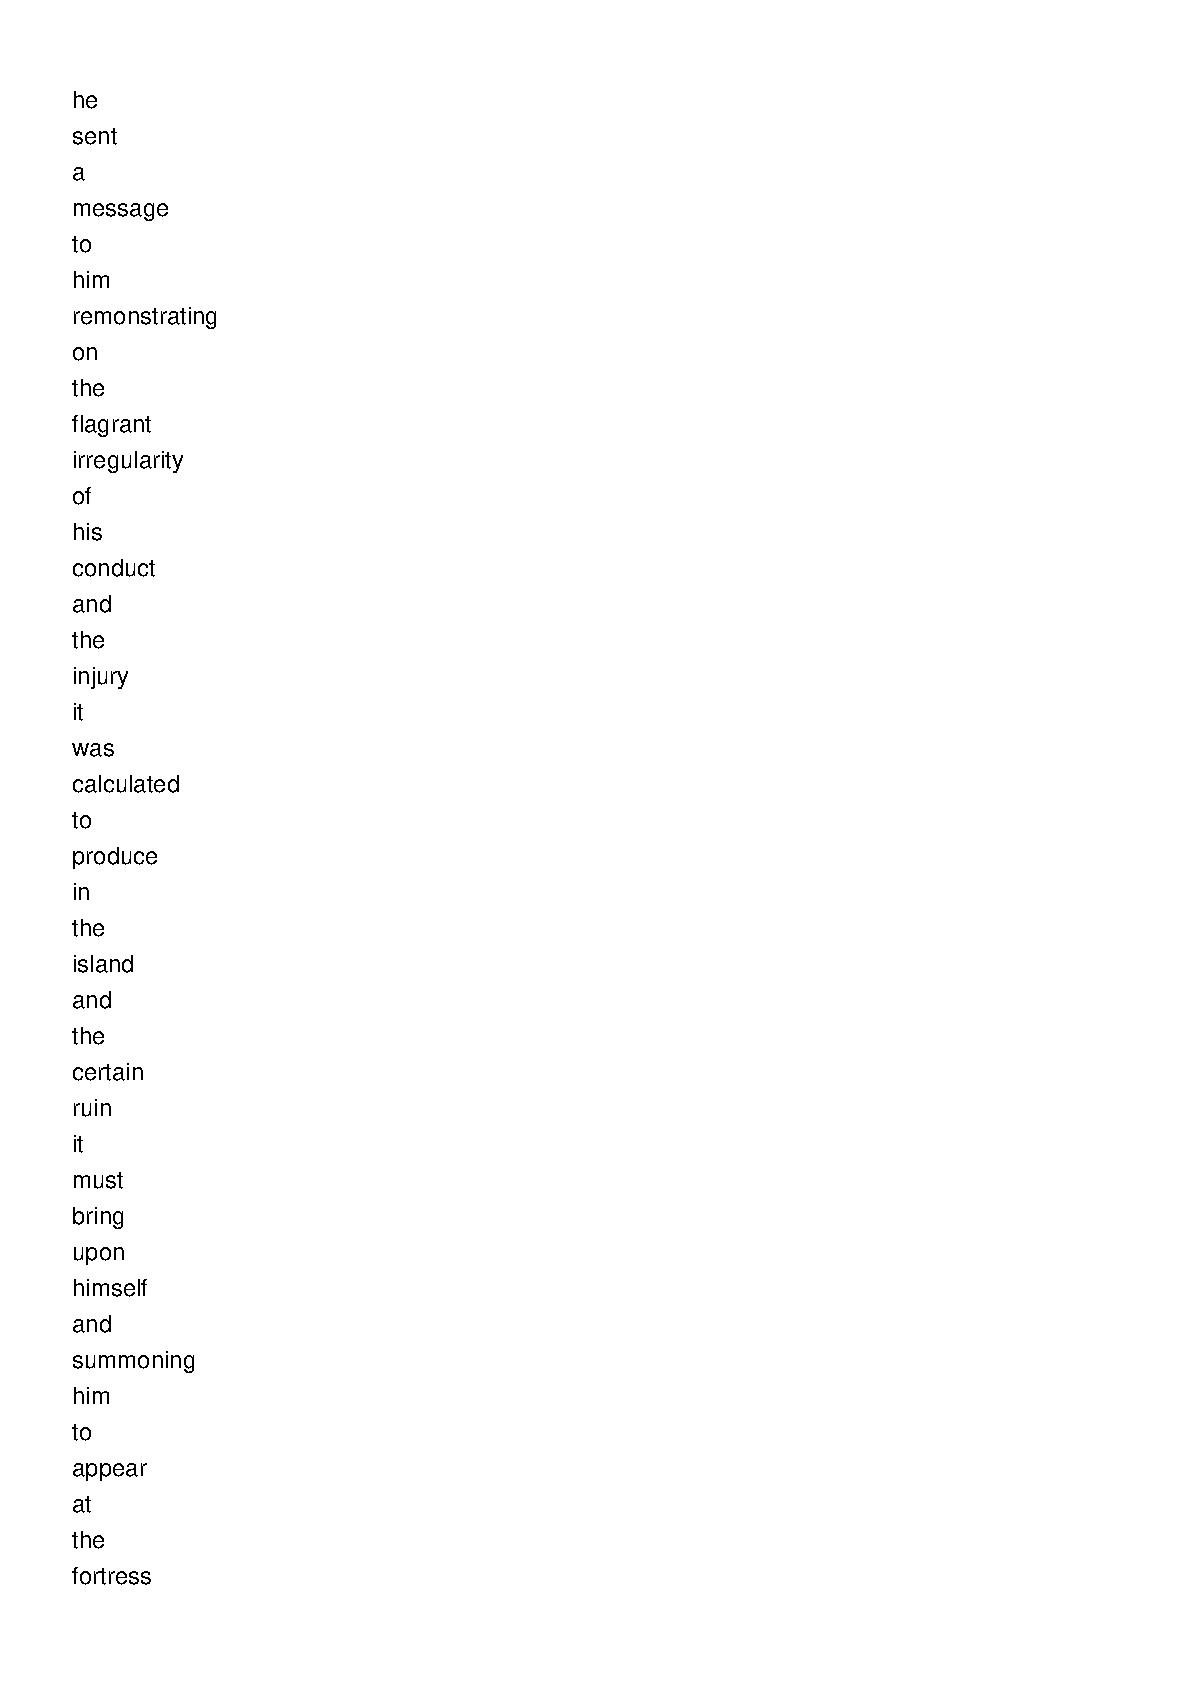 he
sent
a
message
to
him
remonstrating
on
the
flagrant
irregularity
of
his
conduct
and
the
injury
it
was
calculated
to
produce
in
the
island
and
the
certain
ruin
it
must
bring
upon
himself
and
summoning
him
to
appear
at
the
fortress